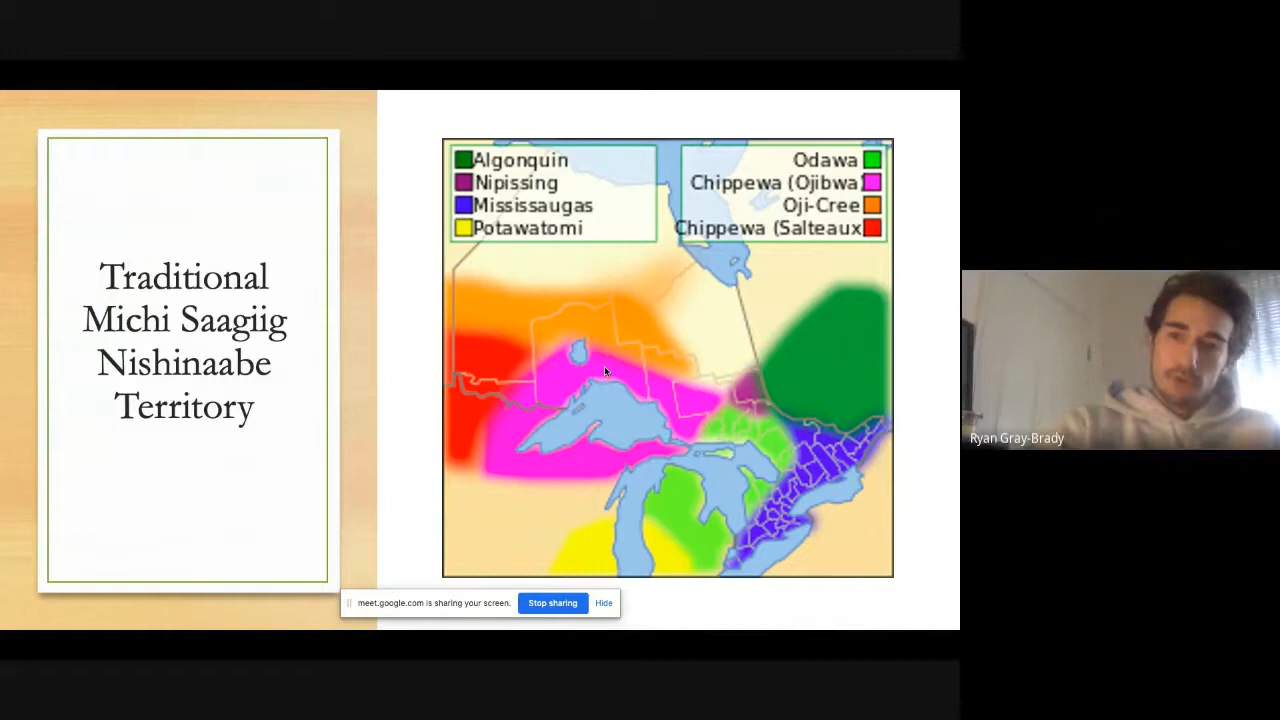 Traditional
Michi Saagiig
Nishinaabe
Territory
Algonquin
Nipissing
Mississaugas
Potawatomi
Odawa
Chippewa (Ojibwa)
Oji-Cree
Chippewa (Salteaux
meet.google.com is sharing your screen.
Stop sharing
Hide
Ryan Gray-Brady